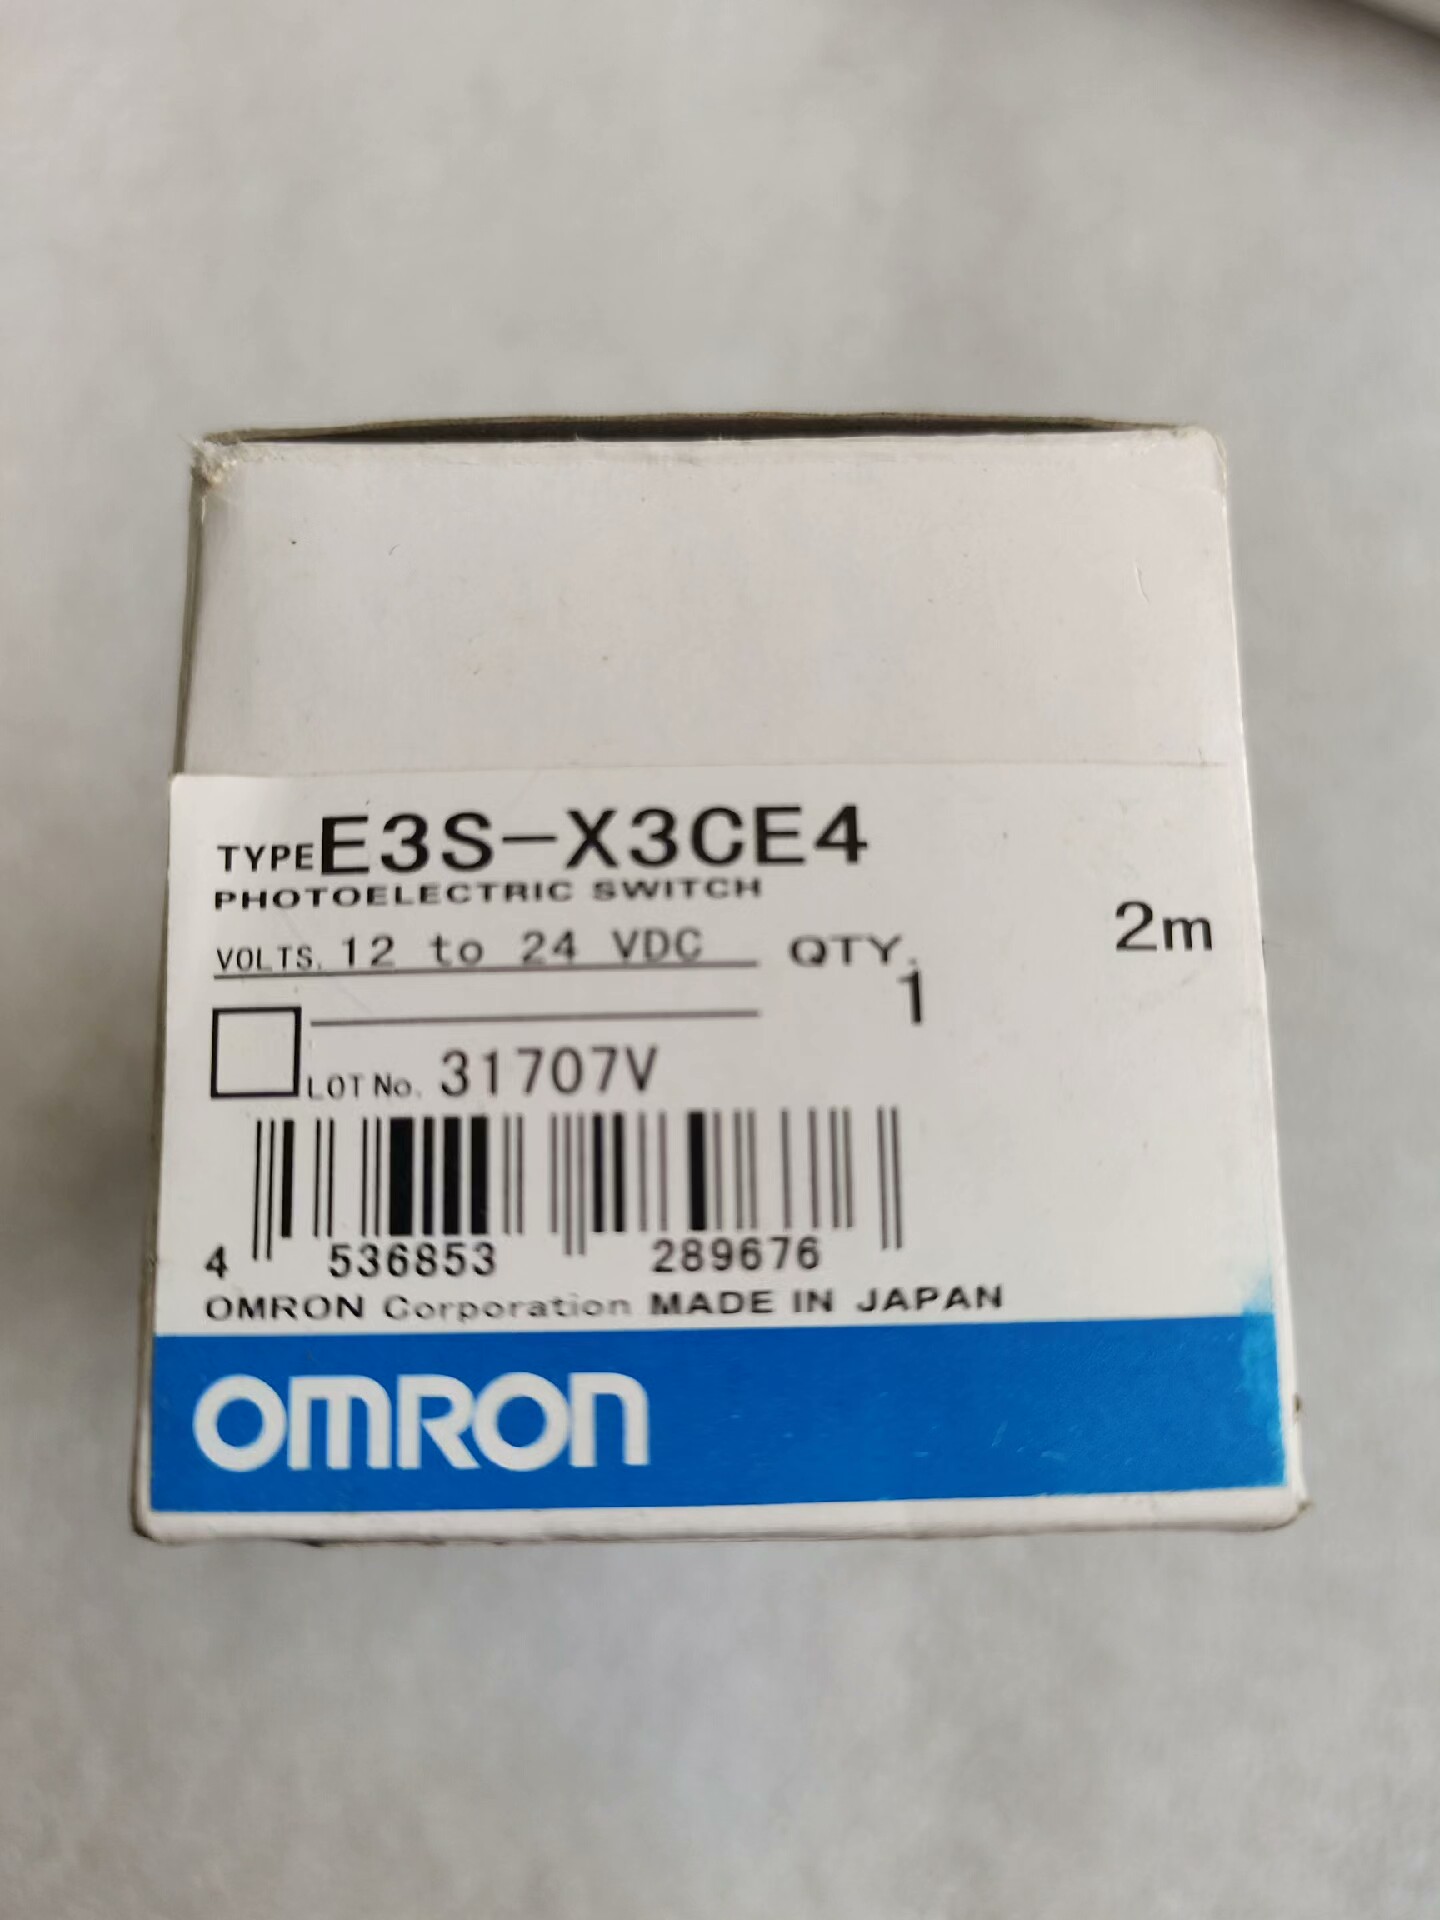 TYPE E3S-X3CE4
PHOTOELECTRIC SWITCH
2m
VOLTS. 12 to 24 VDC QTY.
1
LOT No. 31707V
4 536853 289676
OMRON Corporation MADE IN JAPAN
OMRON